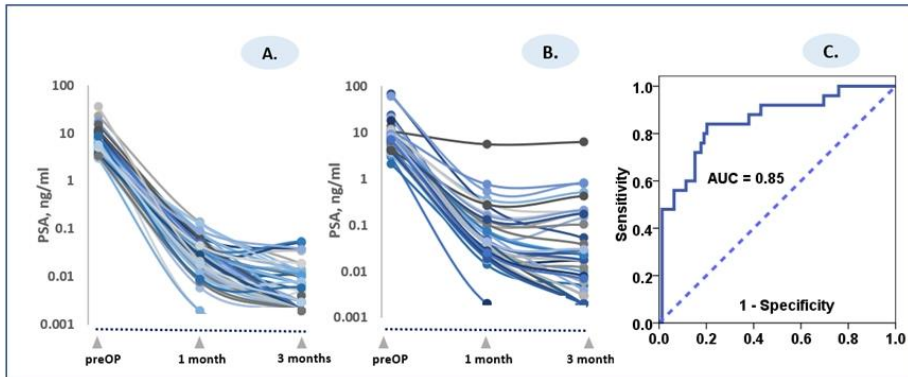 A.
PSA, ng/ml
100
10
1
0.1
0.01
0.001
preOP
1 month
3 months
B.
PSA, ng/ml
100
10
1
0.1
0.01
0.001
preOP
1 month
3 month
C.
Sensitivity
1.0
0.8
0.6
0.4
0.2
0.0
AUC = 0.85
1 - Specificity
0.0 0.2 0.4 0.6 0.8 1.0